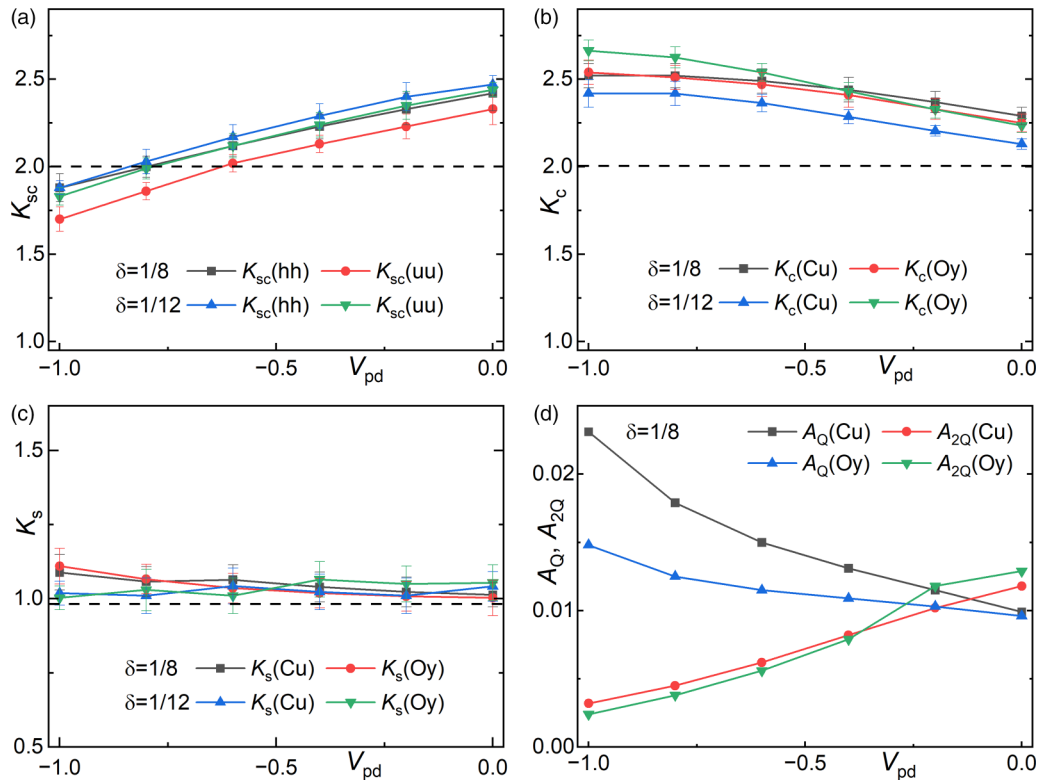 (a)
2.5
2.0
1.5
1.0
K_sc
δ=1/8 K_sc(hh) K_sc(uu)
δ=1/12 K_sc(hh) K_sc(uu)
−1.0 −0.5 0.0
V_pd
(b)
2.5
2.0
1.5
1.0
K_c
δ=1/8 K_c(Cu) K_c(Oy)
δ=1/12 K_c(Cu) K_c(Oy)
−1.0 −0.5 0.0
V_pd
(c)
1.5
1.0
0.5
K_s
δ=1/8 K_s(Cu) K_s(Oy)
δ=1/12 K_s(Cu) K_s(Oy)
−1.0 −0.5 0.0
V_pd
(d)
0.02
0.01
0.00
A_Q, A_2Q
δ=1/8 A_Q(Cu) A_2Q(Cu)
A_Q(Oy) A_2Q(Oy)
−1.0 −0.5 0.0
V_pd